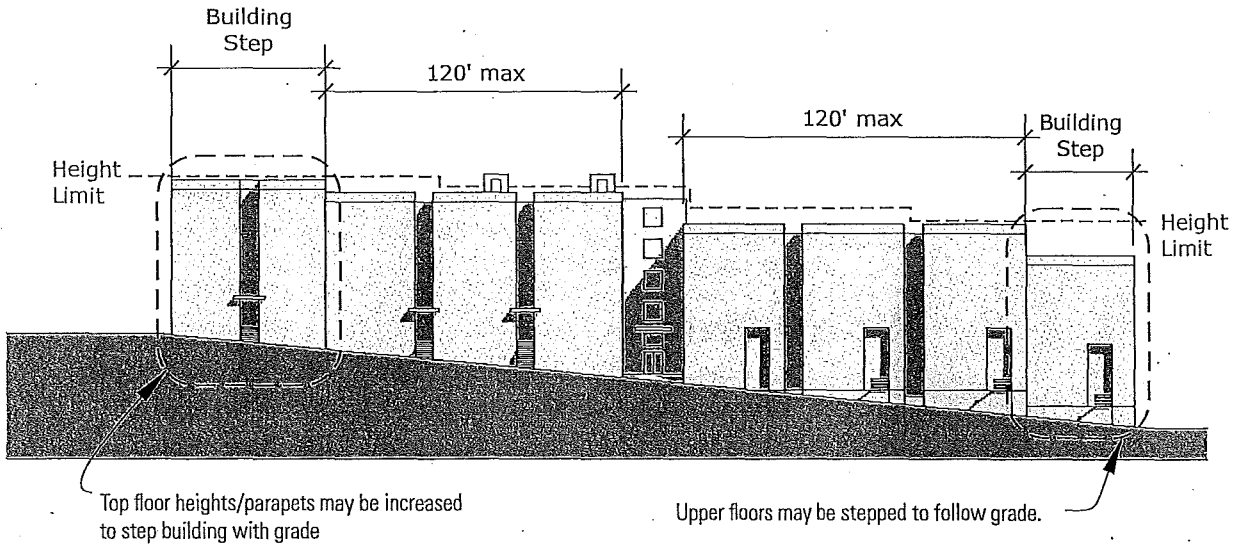 Building
Step
120' max
120' max
Building
Step
Height
Limit
Height
Limit
Top floor heights/parapets may be increased
to step building with grade
Upper floors may be stepped to follow grade.